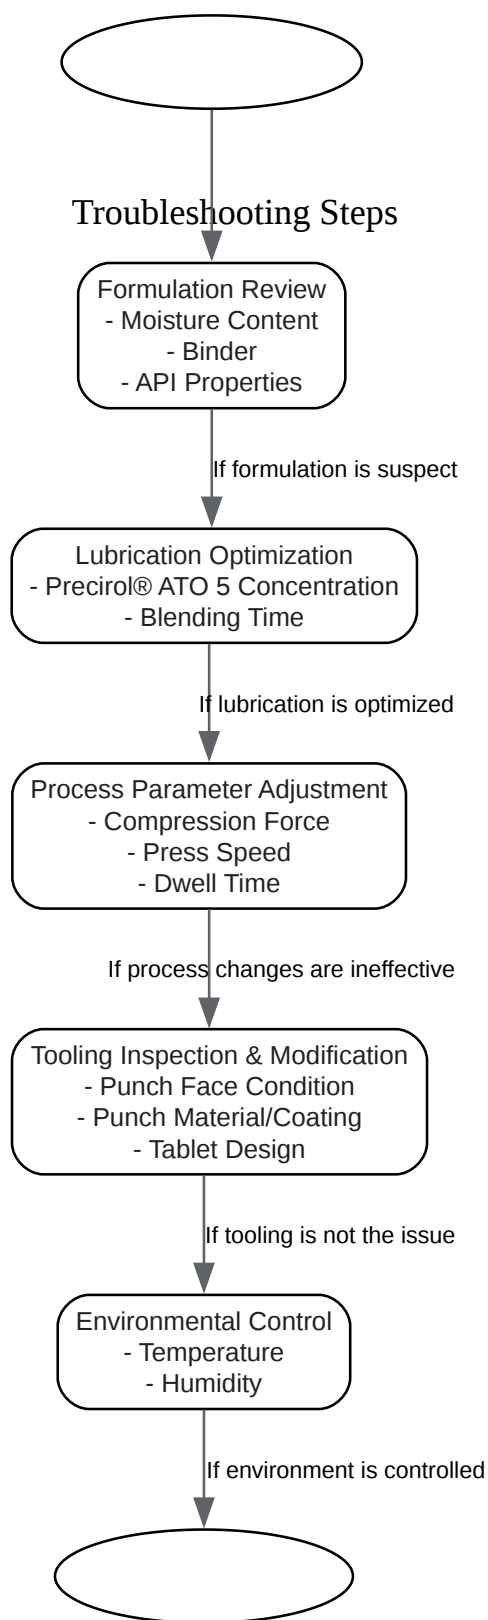 Troubleshooting Steps
Formulation Review
- Moisture Content
- Binder
- API Properties
If formulation is suspect
Lubrication Optimization
- Precirol® ATO 5 Concentration
- Blending Time
If lubrication is optimized
Process Parameter Adjustment
- Compression Force
- Press Speed
- Dwell Time
If process changes are ineffective
Tooling Inspection & Modification
- Punch Face Condition
- Punch Material/Coating
- Tablet Design
If tooling is not the issue
Environmental Control
- Temperature
- Humidity
If environment is controlled